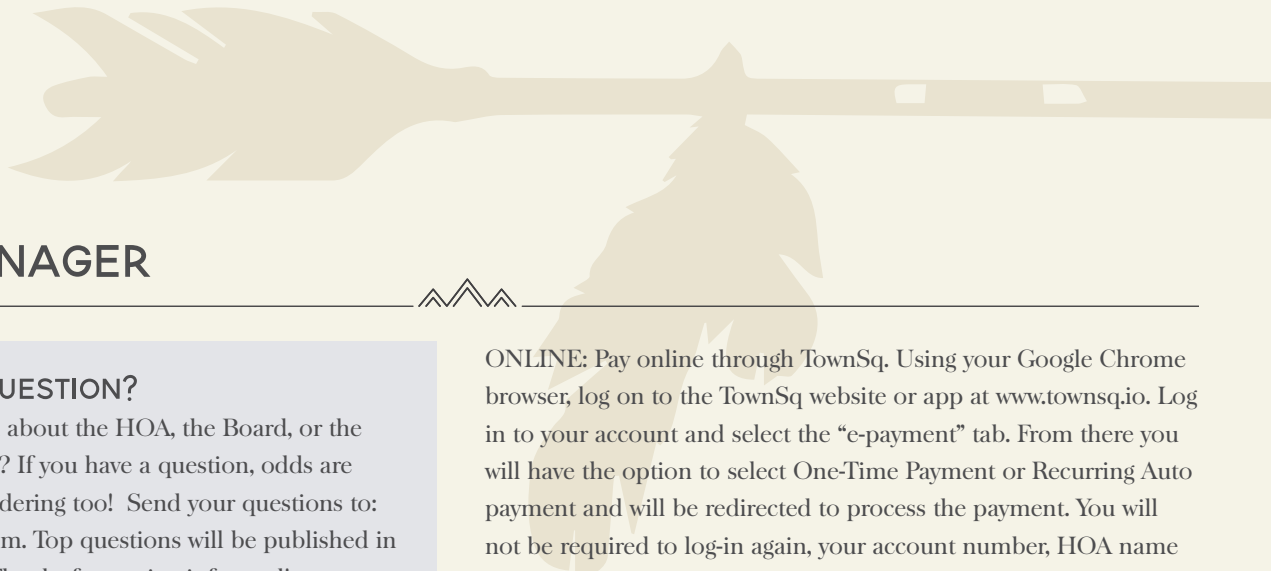 NAGER
UESTION?
about the HOA, the Board, or the
? If you have a question, odds are
dering too! Send your questions to:
m. Top questions will be published in
ONLINE: Pay online through TownSq. Using your Google Chrome
browser, log on to the TownSq website or app at www.townsq.io. Log
in to your account and select the “e-payment” tab. From there you
will have the option to select One-Time Payment or Recurring Auto
payment and will be redirected to process the payment. You will
not be required to log-in again, your account number, HOA name